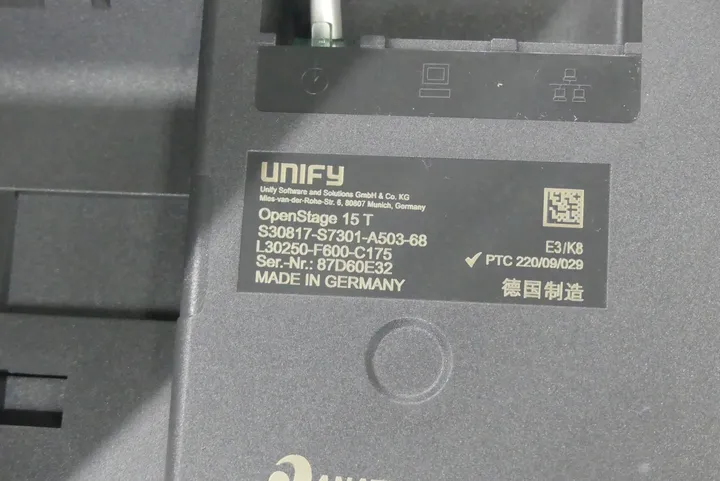 UNIFY
Unify Software and Solutions GmbH & Co. KG
Mies-van-der-Rohe-Str. 6, 80807 Munich, Germany
OpenStage 15 T
S30817-S7301-A503-68
L30250-F600-C175
Ser.-Nr.: 87D60E32
MADE IN GERMANY
E3/K8
✓ PTC 220/09/029
德国制造